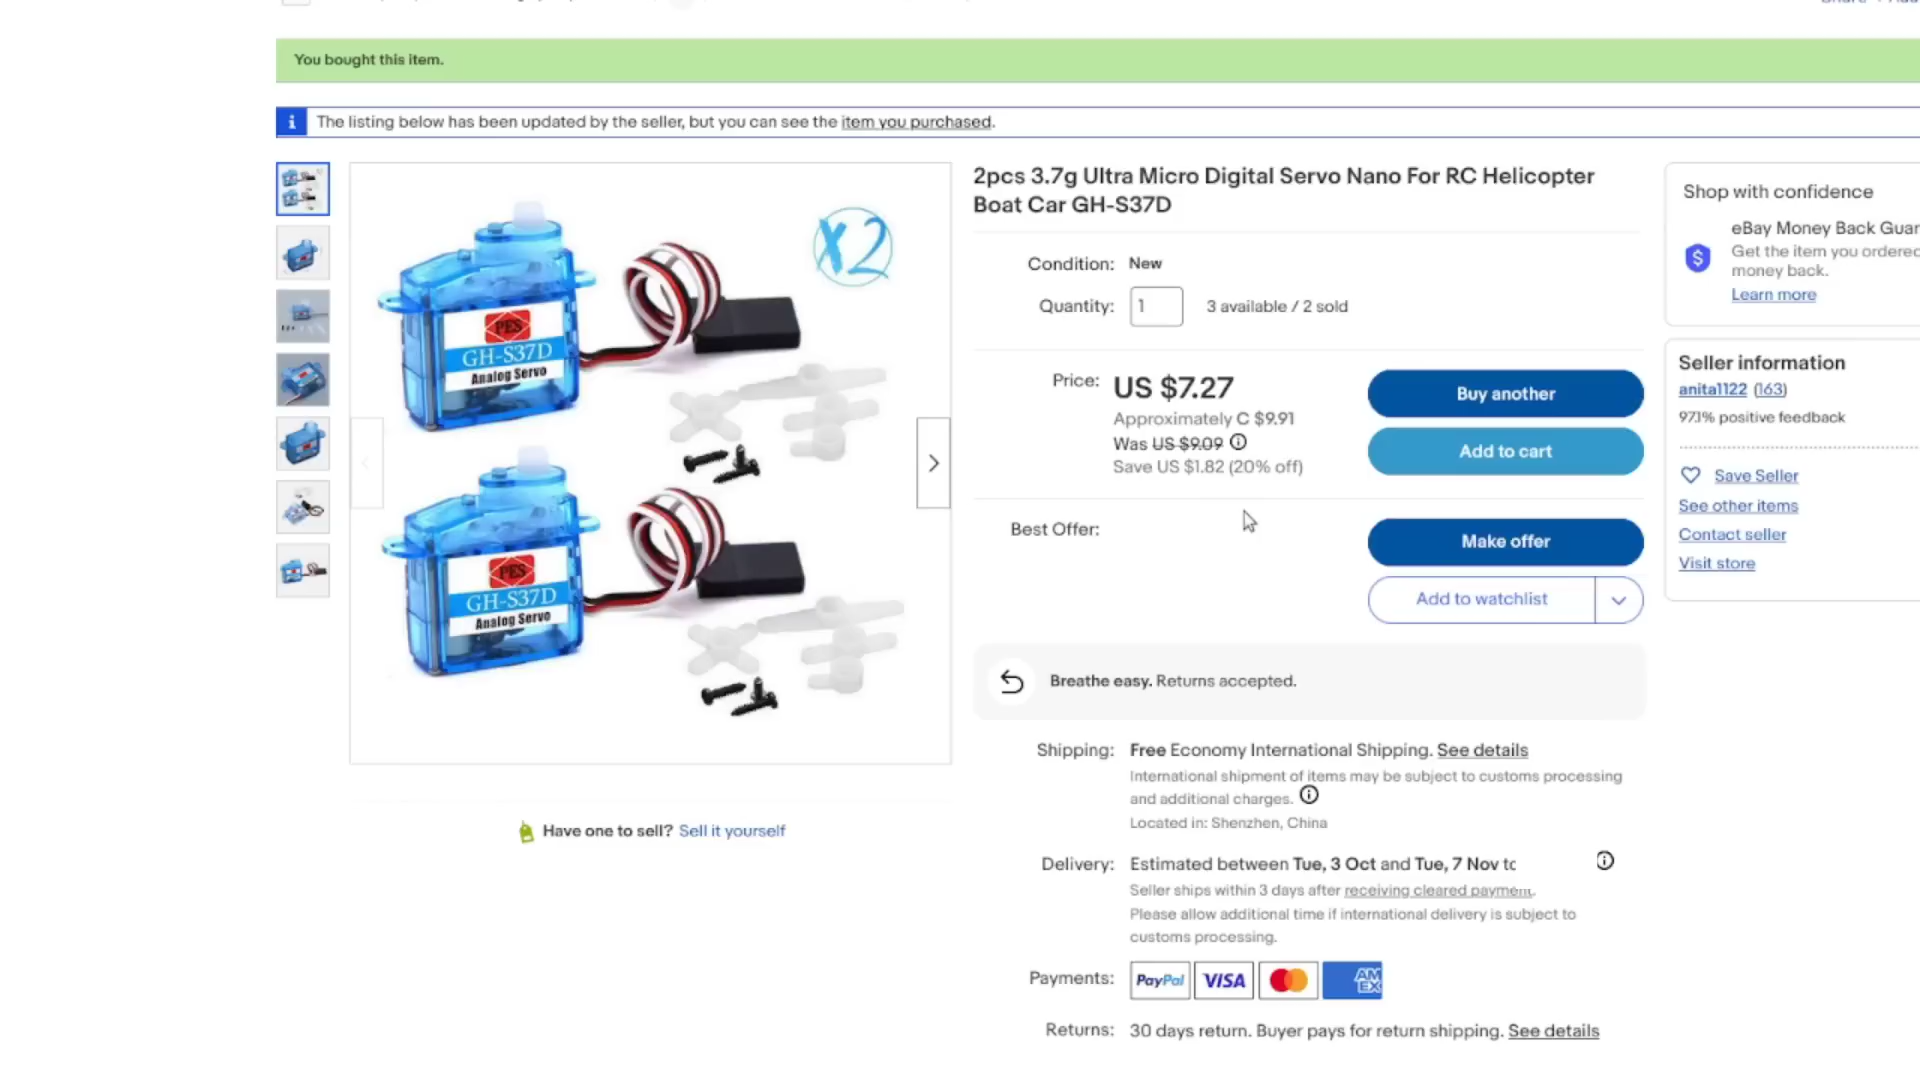 You bought this item.
i The listing below has been updated by the seller, but you can see the item you purchased.
X2
PES
GH-S37D
Analog Servo
PES
GH-S37D
Analog Servo
Have one to sell? Sell it yourself
2pcs 3.7g Ultra Micro Digital Servo Nano For RC Helicopter
Boat Car GH-S37D
Condition: New
Quantity: 1 3 available / 2 sold
Price: US $7.27
Approximately C $9.91
Was US $9.09
Save US $1.82 (20% off)
Buy another
Add to cart
Best Offer:
Make offer
Add to watchlist
Breathe easy. Returns accepted.
Shipping: Free Economy International Shipping. See details
International shipment of items may be subject to customs processing
and additional charges.
Located in: Shenzhen, China
Delivery: Estimated between Tue, 3 Oct and Tue, 7 Nov to
Seller ships within 3 days after receiving cleared payment.
Please allow additional time if international delivery is subject to
customs processing.
Payments: PayPal VISA AM EX
Returns: 30 days return. Buyer pays for return shipping. See details
Shop with confidence
eBay Money Back Guar
Get the item you ordered
money back.
Learn more
Seller information
anita1122 (163)
97.1% positive feedback
Save Seller
See other items
Contact seller
Visit store